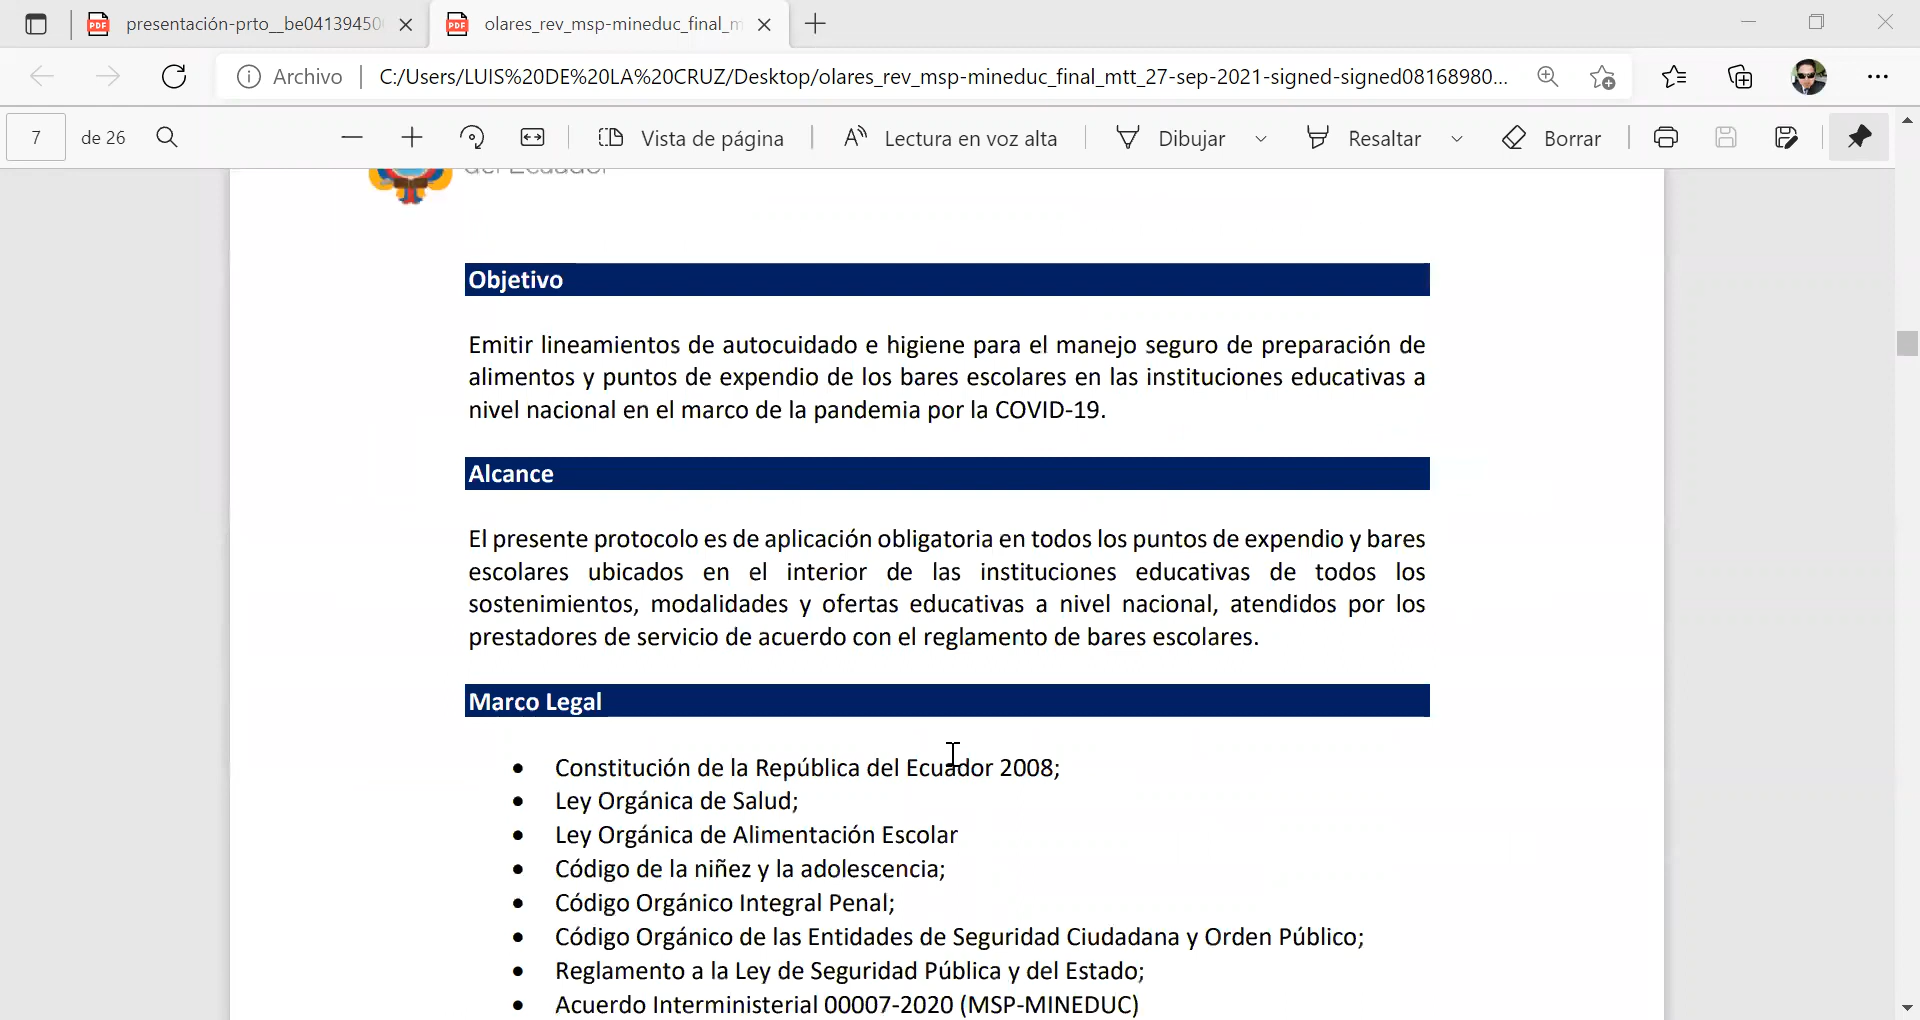 presentación-prto__be04139450
olares_rev_msp-mineduc_final_m
Archivo
C:/Users/LUIS%20DE%20LA%20CRUZ/Desktop/olares_rev_msp-mineduc_final_mtt_27-sep-2021-signed-signed08168980...
7 de 26
Vista de página
Lectura en voz alta
Dibujar
Resaltar
Borrar
del Ecuador
Objetivo
Emitir lineamientos de autocuidado e higiene para el manejo seguro de preparación de
alimentos y puntos de expendio de los bares escolares en las instituciones educativas a
nivel nacional en el marco de la pandemia por la COVID-19.
Alcance
El presente protocolo es de aplicación obligatoria en todos los puntos de expendio y bares
escolares ubicados en el interior de las instituciones educativas de todos los
sostenimientos, modalidades y ofertas educativas a nivel nacional, atendidos por los
prestadores de servicio de acuerdo con el reglamento de bares escolares.
Marco Legal
• Constitución de la República del Ecuador 2008;
• Ley Orgánica de Salud;
• Ley Orgánica de Alimentación Escolar
• Código de la niñez y la adolescencia;
• Código Orgánico Integral Penal;
• Código Orgánico de las Entidades de Seguridad Ciudadana y Orden Público;
• Reglamento a la Ley de Seguridad Pública y del Estado;
• Acuerdo Interministerial 00007-2020 (MSP-MINEDUC)